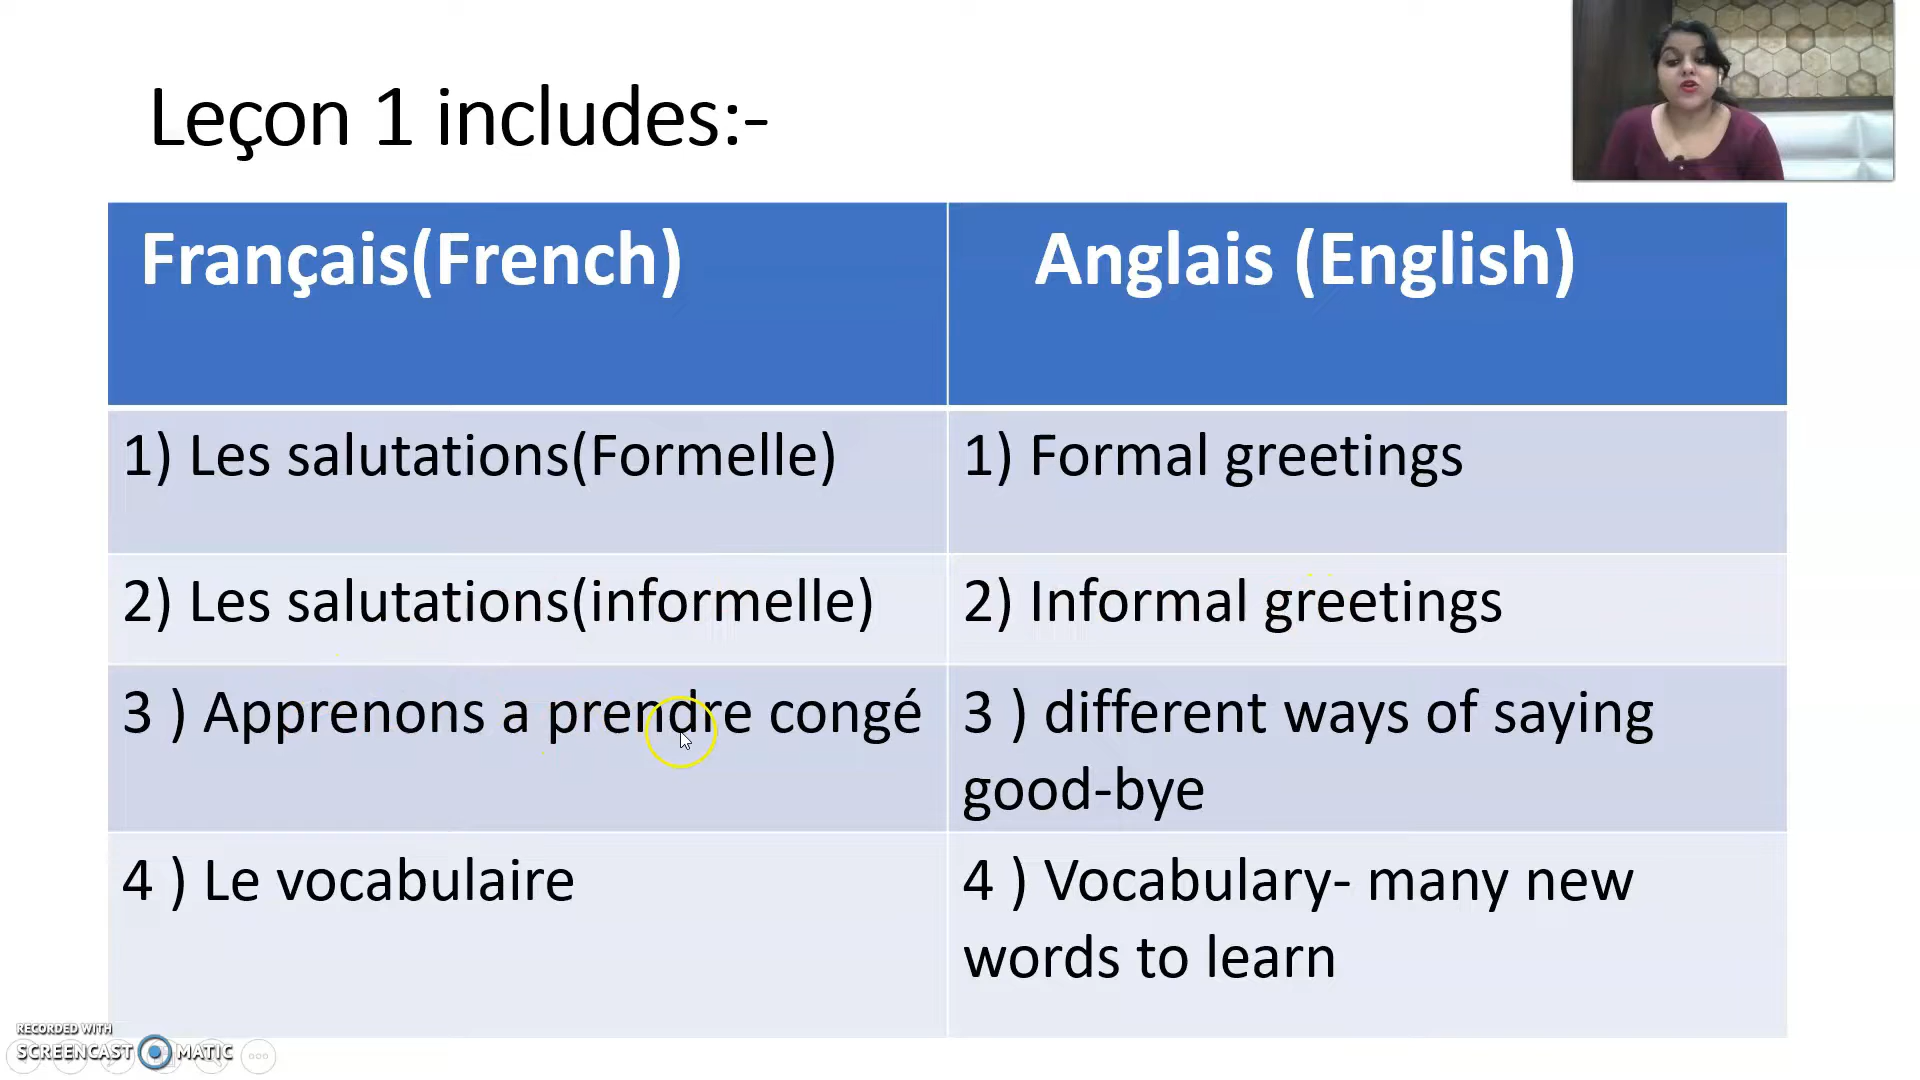 Leçon 1 includes:-
Français(French)
Anglais (English)
1) Les salutations(Formelle)
1) Formal greetings
2) Les salutations(informelle)
2) Informal greetings
3 ) Apprenons a prendre congé
3 ) different ways of saying
good-bye
4 ) Le vocabulaire
4 ) Vocabulary- many new
words to learn
RECORDED WITH
SCREENCAST MATIC